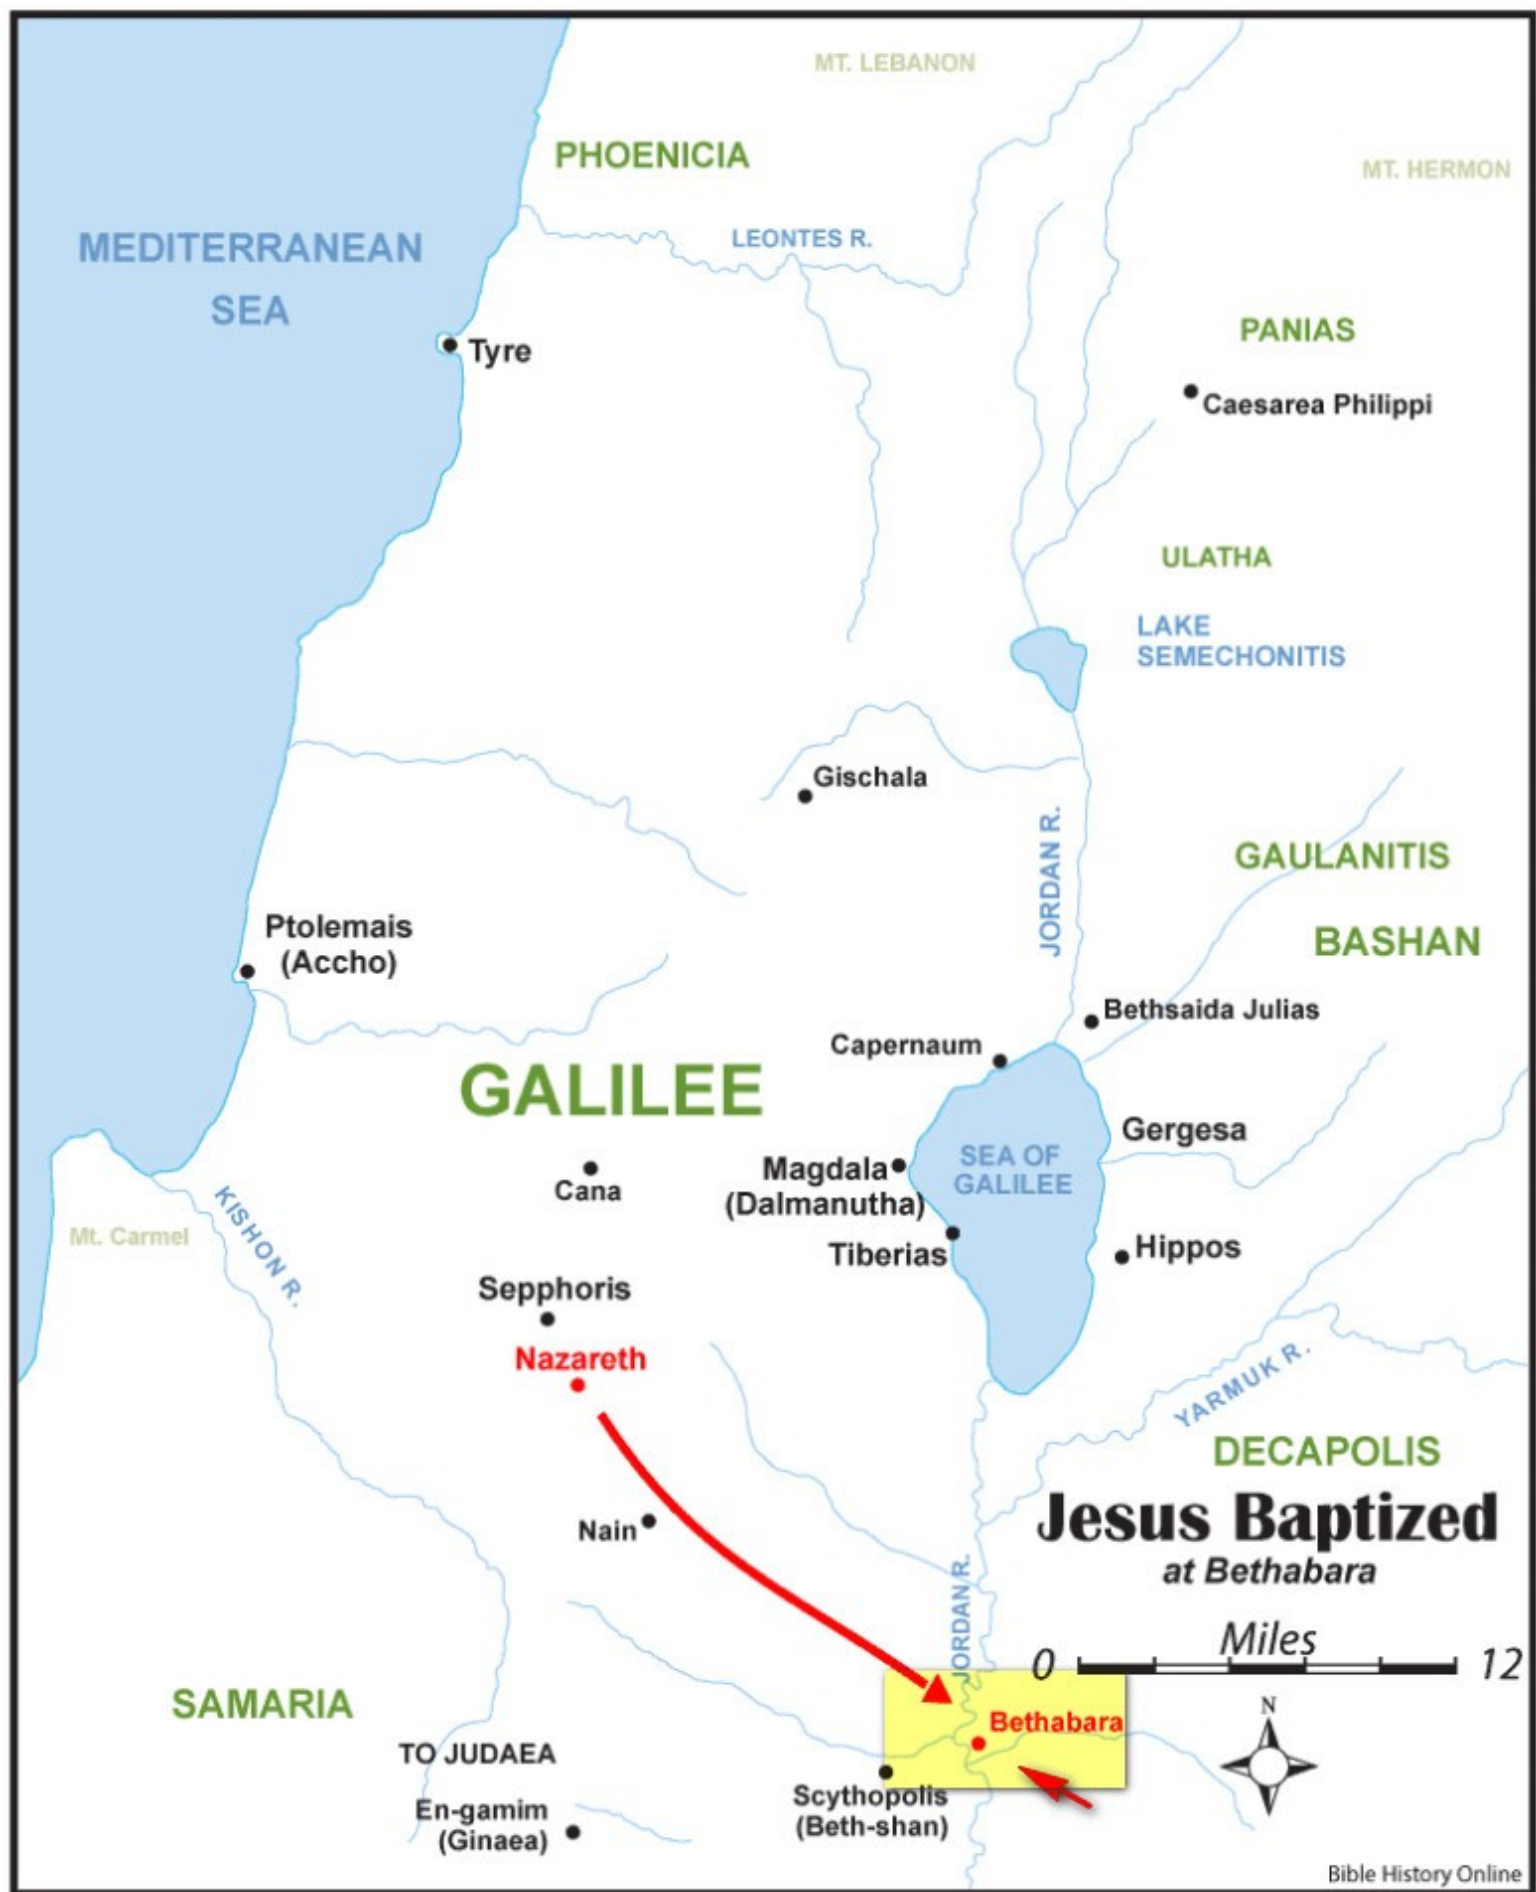 MT. LEBANON
PHOENICIA
MT. HERMON
LEONTES R.
MEDITERRANEAN
SEA
PANIAS
Tyre
Caesarea Philippi
ULATHA
LAKE
SEMECHONITIS
Gischala
JORDAN R.
GAULANITIS
BASHAN
Ptolemais
(Accho)
Bethsaida Julias
Capernaum
GALILEE
Gergesa
SEA OF
GALILEE
Magdala
(Dalmanutha)
Cana
KISHON R.
Mt. Carmel
Tiberias
Hippos
Sepphoris
Nazareth
YARMUK R.
DECAPOLIS
Jesus Baptized
at Bethabara
Nain
JORDAN R.
Miles
0 12
SAMARIA
N
Bethabara
TO JUDAEA
Scythopolis
(Beth-shan)
En-gamim
(Ginaea)
Bible History Online